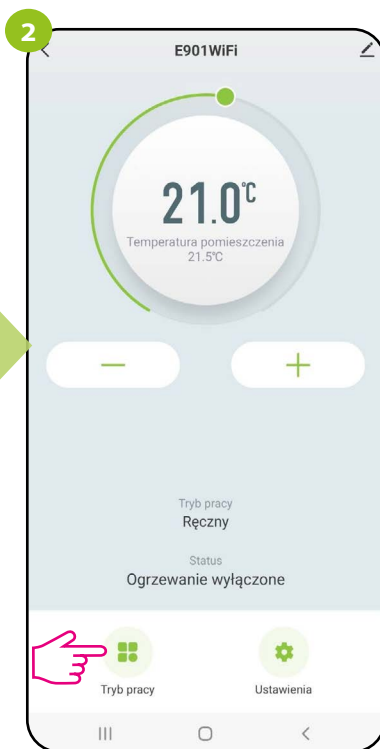 2
E901WiFi
21.0°C
Temperatura pomieszczenia
21.5°C
Tryb pracy
Ręczny
Status
Ogrzewanie wyłączone
Tryb pracy
Ustawienia